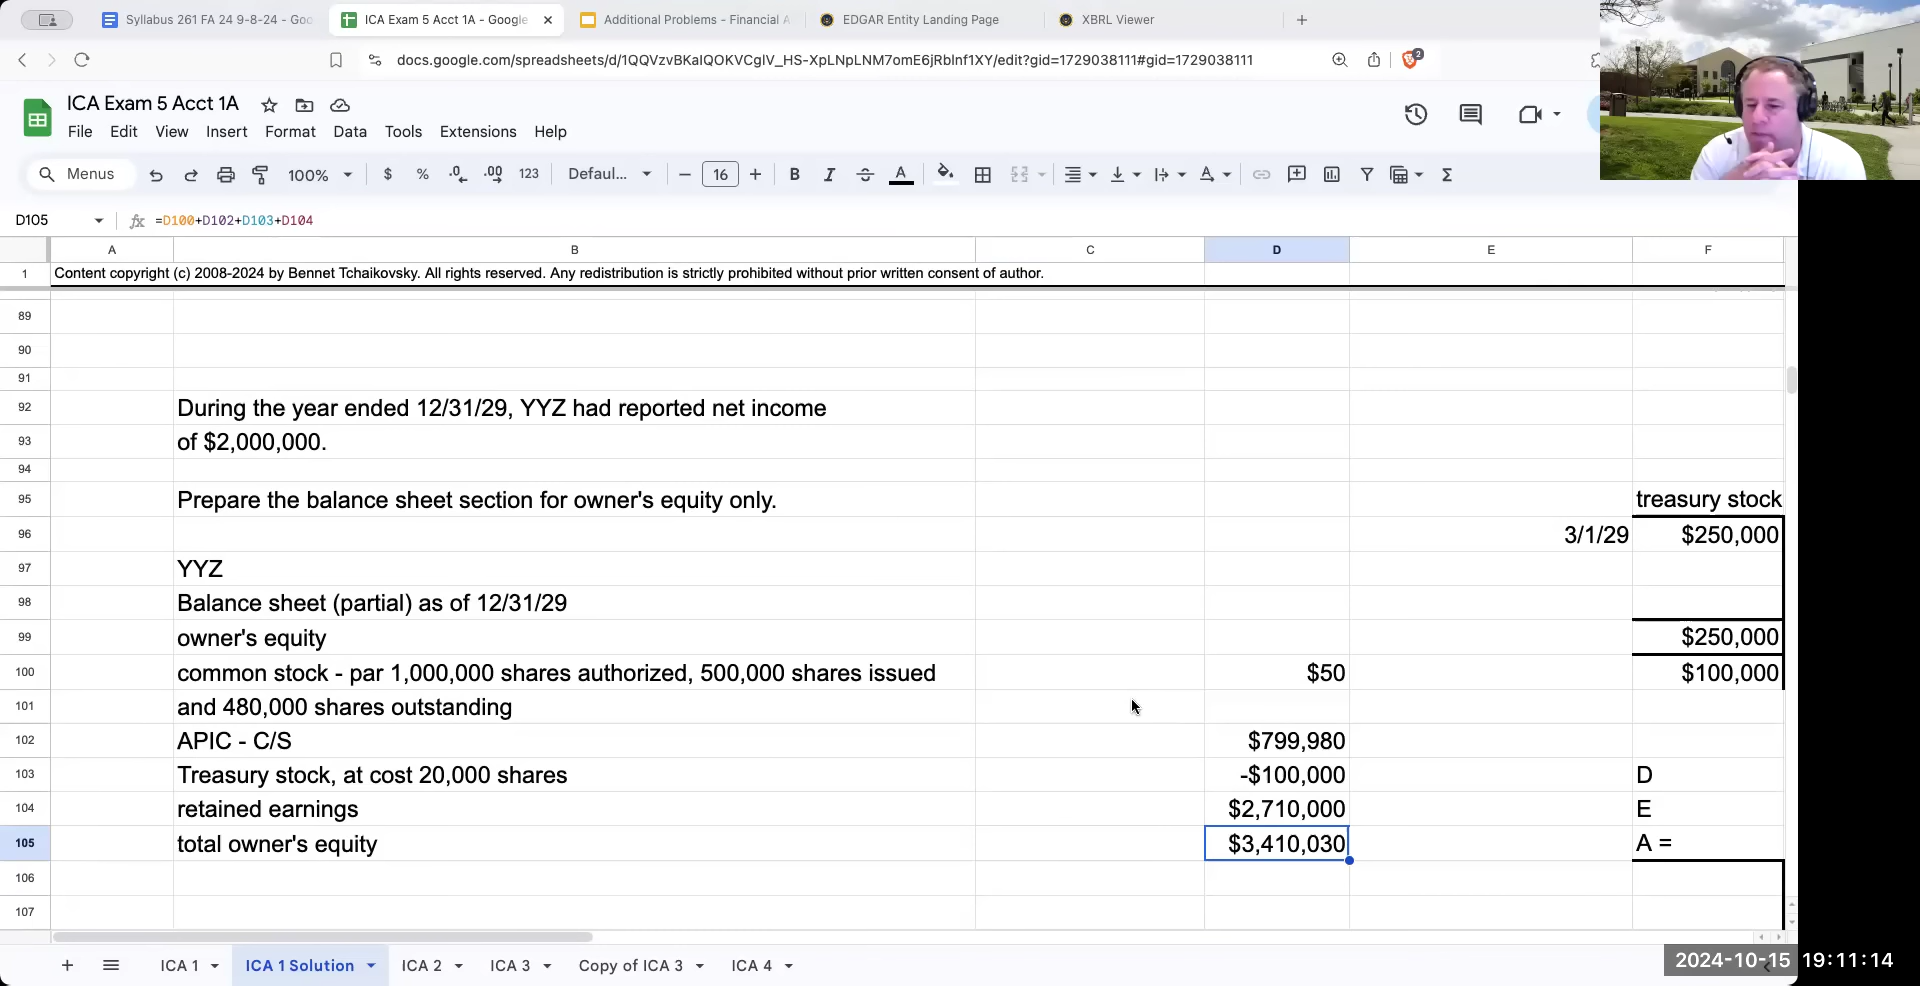 Syllabus 261 FA 24 9-8-24 - Goo
ICA Exam 5 Acct 1A - Google
Additional Problems - Financial A
EDGAR Entity Landing Page
XBRL Viewer
docs.google.com/spreadsheets/d/1QQVzvBKaIQOKVCgIV_HS-XpLNpLNM7omE6jRbInf1XY/edit?gid=1729038111#gid=1729038111
2
ICA Exam 5 Acct 1A
File Edit View Insert Format Data Tools Extensions Help
Menus 100% $ % .0 .00 123 Defaul... 16 B I A
D105 fx =D100+D102+D103+D104
A B C D E F
1 Content copyright (c) 2008-2024 by Bennet Tchaikovsky. All rights reserved. Any redistribution is strictly prohibited without prior written consent of author.
89
90
91
92 During the year ended 12/31/29, YYZ had reported net income
93 of $2,000,000.
94
95 Prepare the balance sheet section for owner's equity only. treasury stock
96 3/1/29 $250,000
97 YYZ
98 Balance sheet (partial) as of 12/31/29
99 owner's equity $250,000
100 common stock - par 1,000,000 shares authorized, 500,000 shares issued $50 $100,000
101 and 480,000 shares outstanding
102 APIC - C/S $799,980
103 Treasury stock, at cost 20,000 shares -$100,000 D
104 retained earnings $2,710,000 E
105 total owner's equity $3,410,030 A =
106
107
ICA 1 ICA 1 Solution ICA 2 ICA 3 Copy of ICA 3 ICA 4
2024-10-15 19:11:14